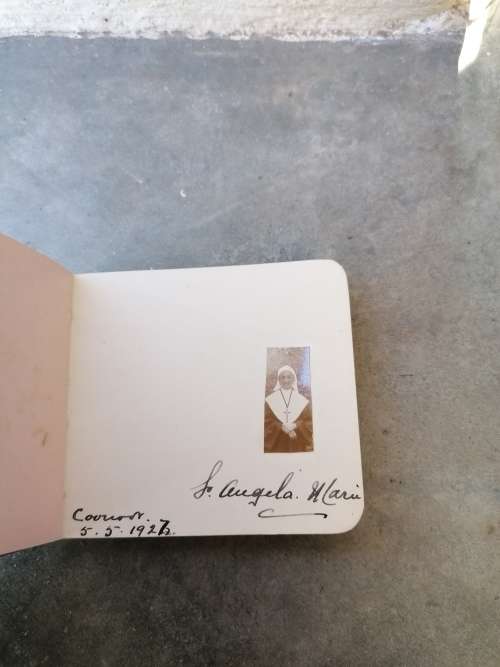 Sr. Angela. Marie
Coonoor.
5. 5. 1927.